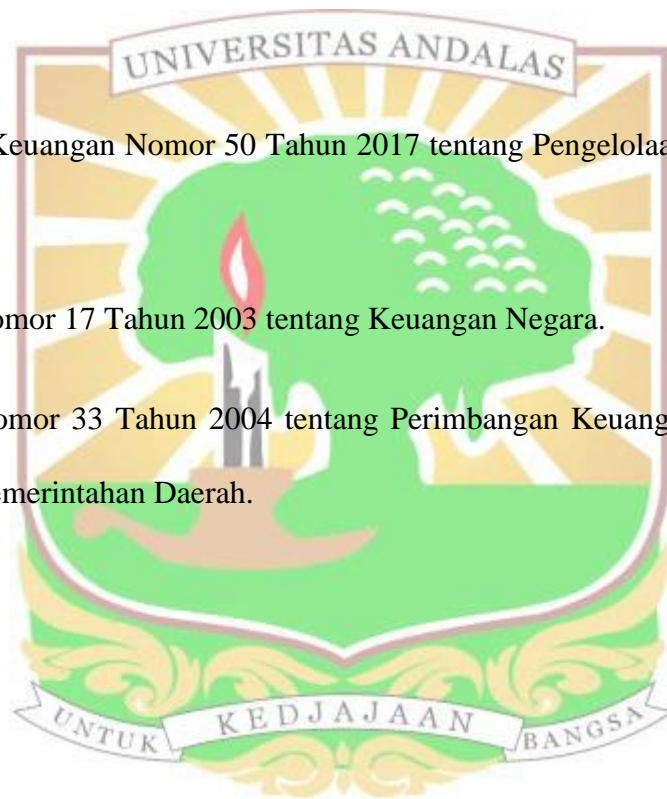 UNIVERSITAS ANDALAS
Keuangan Nomor 50 Tahun 2017 tentang Pengelolaa
omor 17 Tahun 2003 tentang Keuangan Negara.
omor 33 Tahun 2004 tentang Perimbangan Keuang
emerintahan Daerah.
UNTUK KEDJAJAAN BANGSA